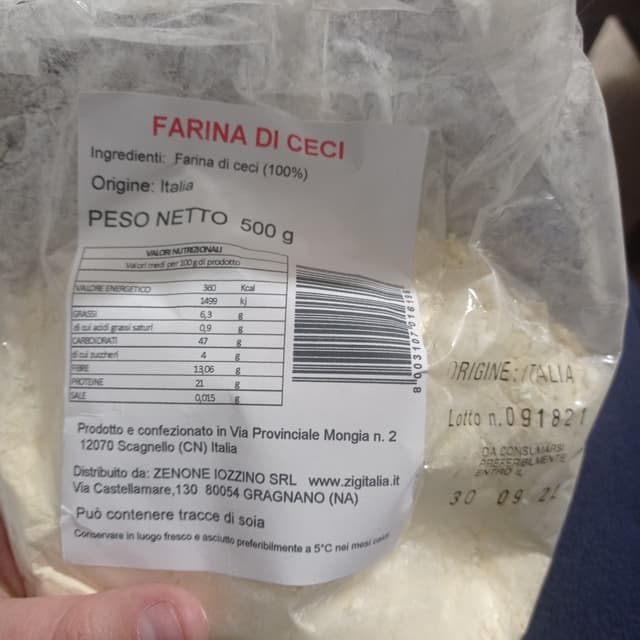 FARINA DI CECI
Ingredienti: Farina di ceci (100%)
Origine: Italia
PESO NETTO 500 g
VALORI NUTRIZIONALI
Valori medi per 100 g di prodotto
VALORE ENERGETICO 360 Kcal
1499 kj
GRASSI 6,3 g
di cui acidi grassi saturi 0,9 g
CARBOIDRATI 47 g
di cui zuccheri 4 g
FIBRE 13,06 g
PROTEINE 21 g
SALE 0,015 g
Prodotto e confezionato in Via Provinciale Mongia n. 2
12070 Scagnello (CN) Italia
Distribuito da: ZENONE IOZZINO SRL www.zigitalia.it
Via Castellamare,130 80054 GRAGNANO (NA)
Può contenere tracce di soia
Conservare in luogo fresco e asciutto preferibilmente a 5°C nei mesi caldi
ORIGINE: ITALIA
Lotto n. 091821
DA CONSUMARSI
PREFERIBILMENTE
ENTRO IL
30 09 22